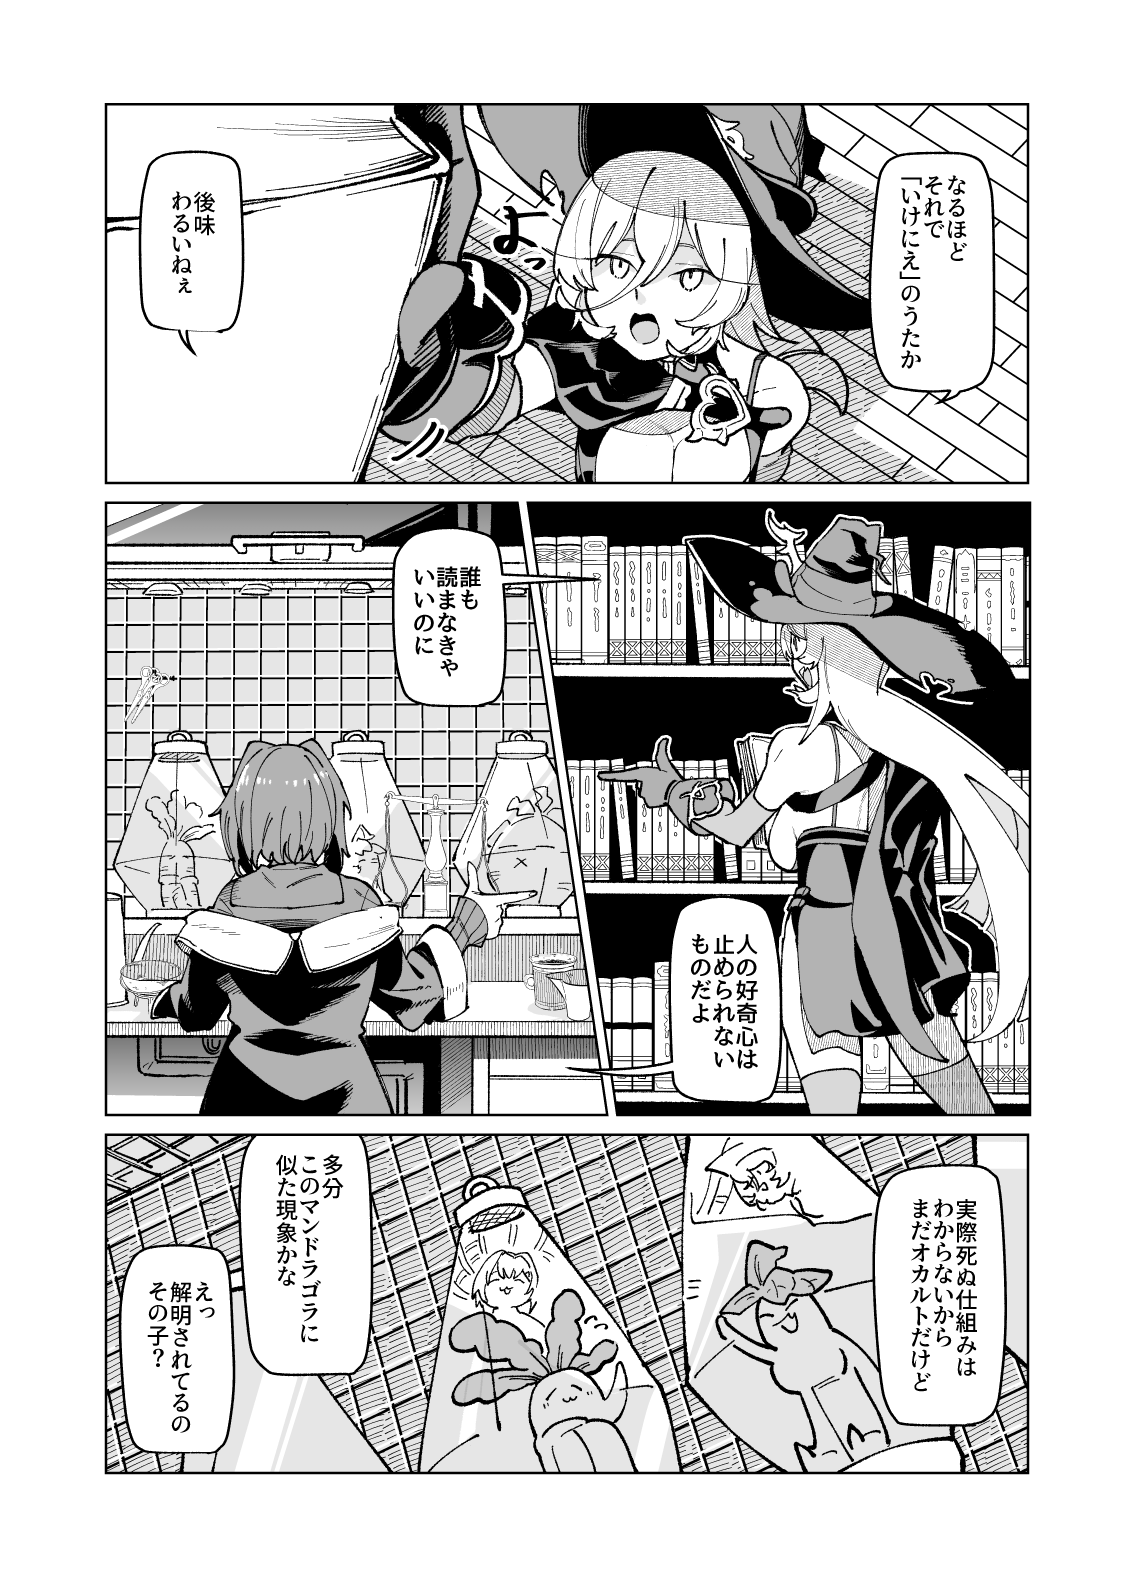 なるほど
それで
「いけにえ」のうたか
よっ
後味
わるいねぇ
誰も
読まなきゃ
いいのに
人の好奇心は
止められない
ものだよ
実際死ぬ仕組みは
わからないから
まだオカルトだけど
多分
このマンドラゴラに
似た現象かな
えっ
解明されてるの
その子？